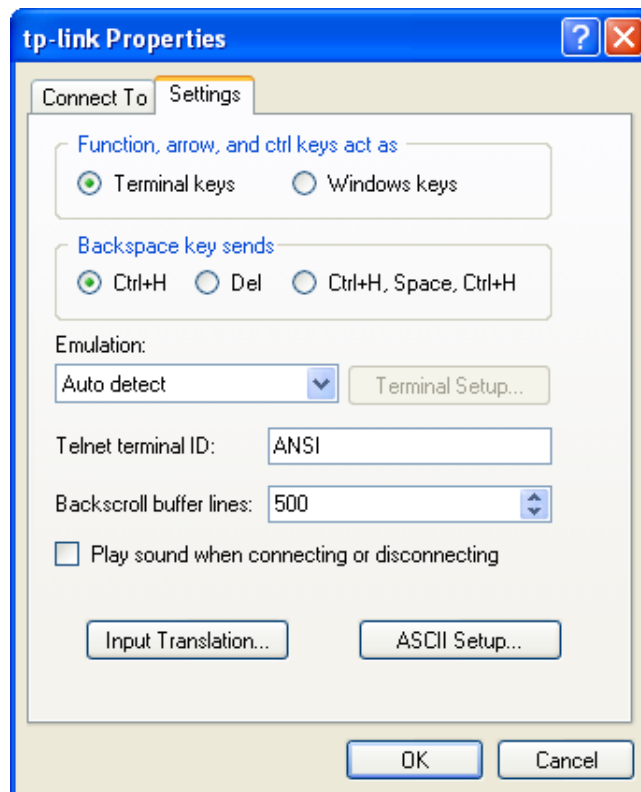 tp-link Properties
Connect To Settings
Function, arrow, and ctrl keys act as
Terminal keys Windows keys
Backspace key sends
Ctrl+H Del Ctrl+H, Space, Ctrl+H
Emulation:
Auto detect Terminal Setup...
Telnet terminal ID: ANSI
Backscroll buffer lines: 500
Play sound when connecting or disconnecting
Input Translation... ASCII Setup...
OK Cancel